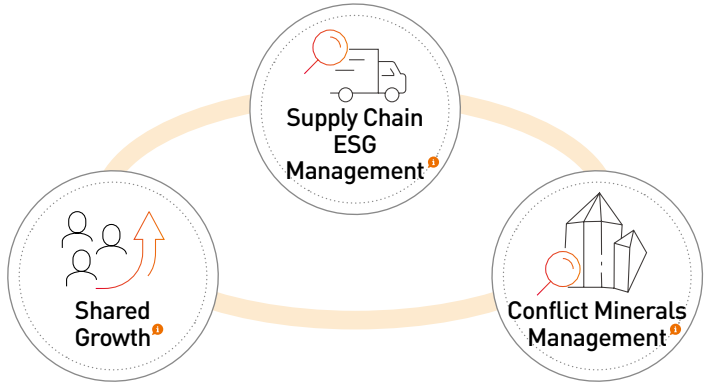 Supply Chain
ESG
Management
Shared
Growth
Conflict Minerals
Management